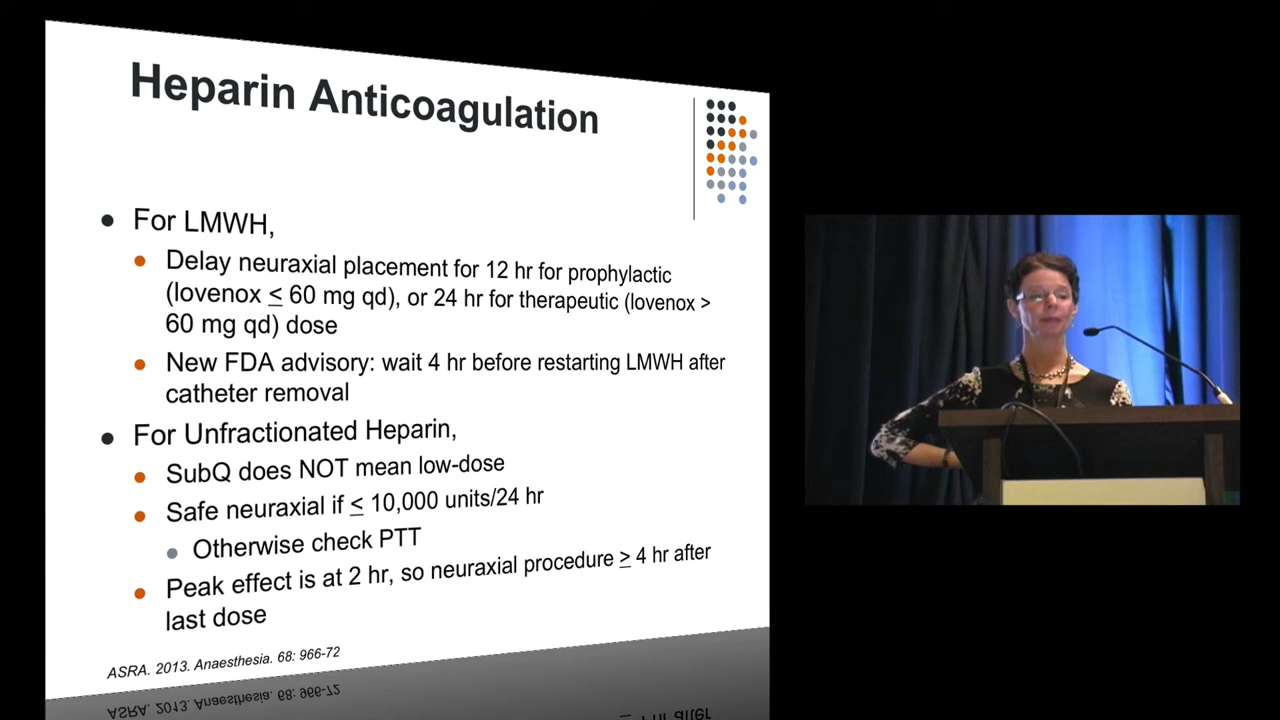 Heparin Anticoagulation
● For LMWH,
● Delay neuraxial placement for 12 hr for prophylactic
(lovenox ≤ 60 mg qd), or 24 hr for therapeutic (lovenox >
60 mg qd) dose
● New FDA advisory: wait 4 hr before restarting LMWH after
catheter removal
● For Unfractionated Heparin,
● SubQ does NOT mean low-dose
● Safe neuraxial if ≤ 10,000 units/24 hr
● Otherwise check PTT
● Peak effect is at 2 hr, so neuraxial procedure ≥ 4 hr after
last dose
ASRA. 2013. Anaesthesia. 68: 966-72